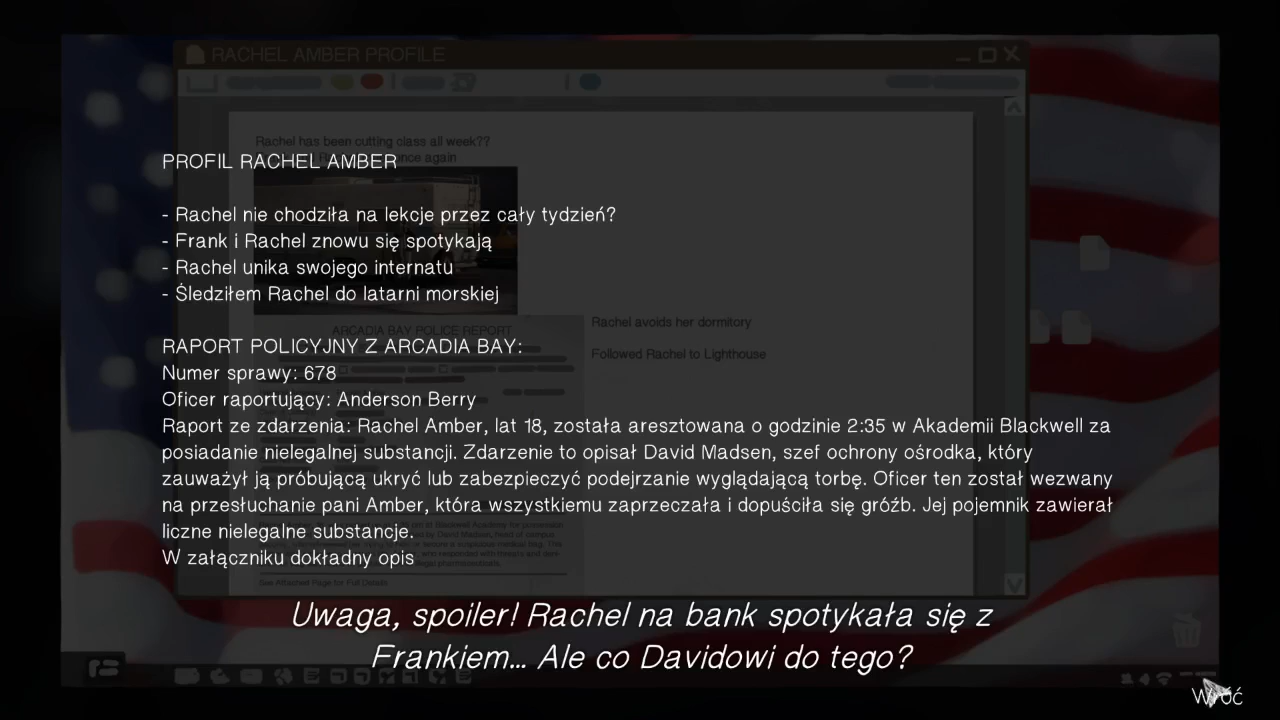 RACHEL AMBER PROFILE
Rachel has been cutting class all week??
once again
PROFIL RACHEL AMBER
- Rachel nie chodziła na lekcje przez cały tydzień?
- Frank i Rachel znowu się spotykają
- Rachel unika swojego internatu
- Śledziłem Rachel do latarni morskiej
Rachel avoids her dormitory
Followed Rachel to Lighthouse
ARCADIA BAY POLICE REPORT
RAPORT POLICYJNY Z ARCADIA BAY:
Numer sprawy: 678
Oficer raportujący: Anderson Berry
Raport ze zdarzenia: Rachel Amber, lat 18, została aresztowana o godzinie 2:35 w Akademii Blackwell za
posiadanie nielegalnej substancji. Zdarzenie to opisał David Madsen, szef ochrony ośrodka, który
zauważył ją próbującą ukryć lub zabezpieczyć podejrzanie wyglądającą torbę. Oficer ten został wezwany
na przesłuchanie pani Amber, która wszystkiemu zaprzeczała i dopuściła się gróźb. Jej pojemnik zawierał
liczne nielegalne substancje.
W załączniku dokładny opis
See Attached Page for Full Details
Uwaga, spoiler! Rachel na bank spotykała się z
Frankiem... Ale co Davidowi do tego?
Wróć